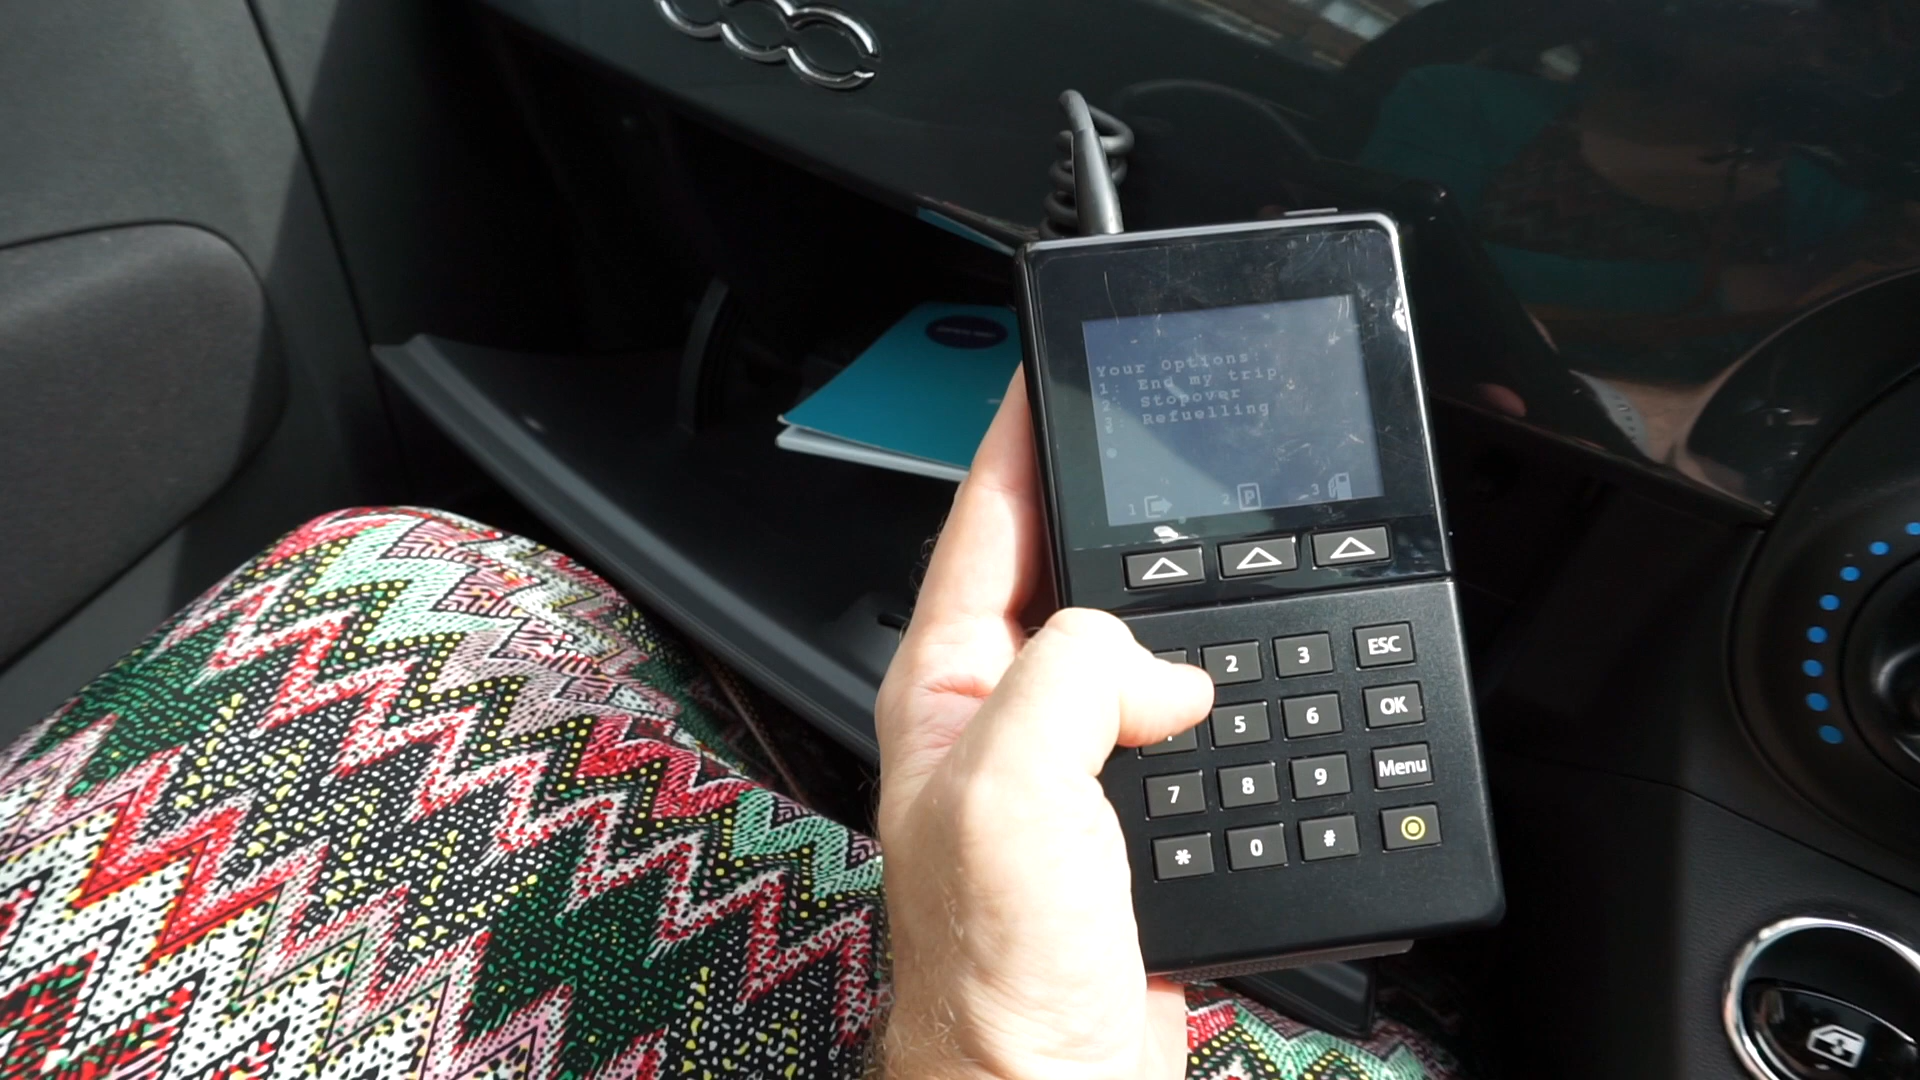 Your Options:
1: End my trip
2: Stopover
3: Refuelling
1 2 P 3
2 3 ESC
5 6 OK
7 8 9 Menu
* 0 #